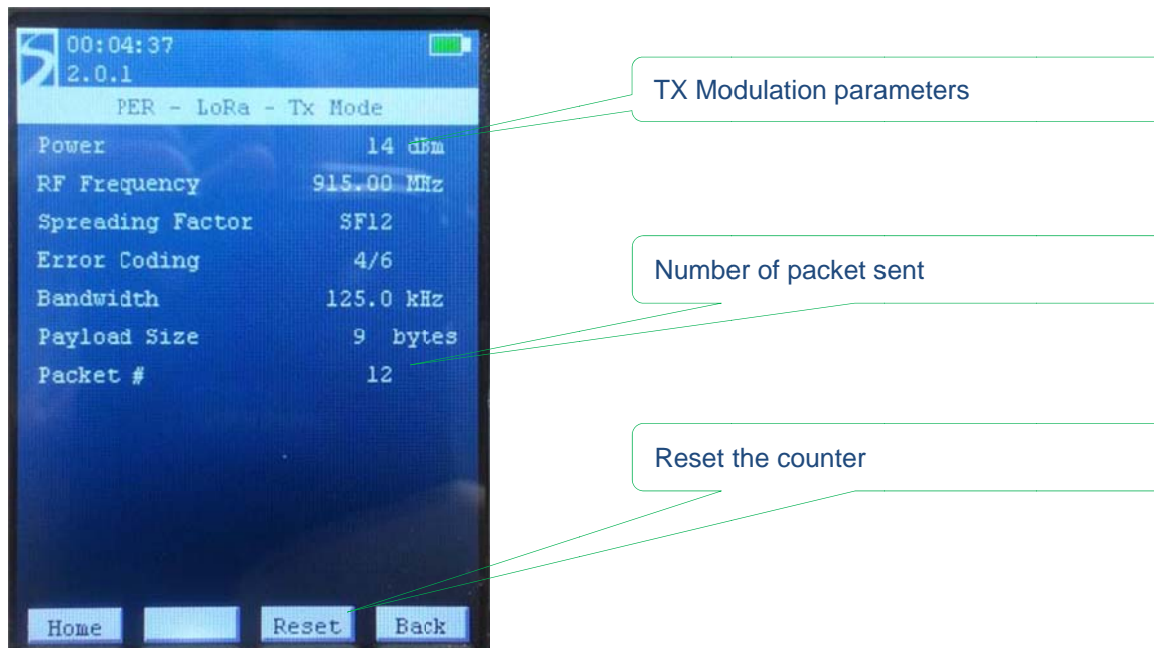 00:04:37
2.0.1
PER - LoRa - Tx Mode
Power 14 dBm
RF Frequency 915.00 MHz
Spreading Factor SF12
Error Coding 4/6
Bandwidth 125.0 kHz
Payload Size 9 bytes
Packet # 12
Home Reset Back
TX Modulation parameters
Number of packet sent
Reset the counter